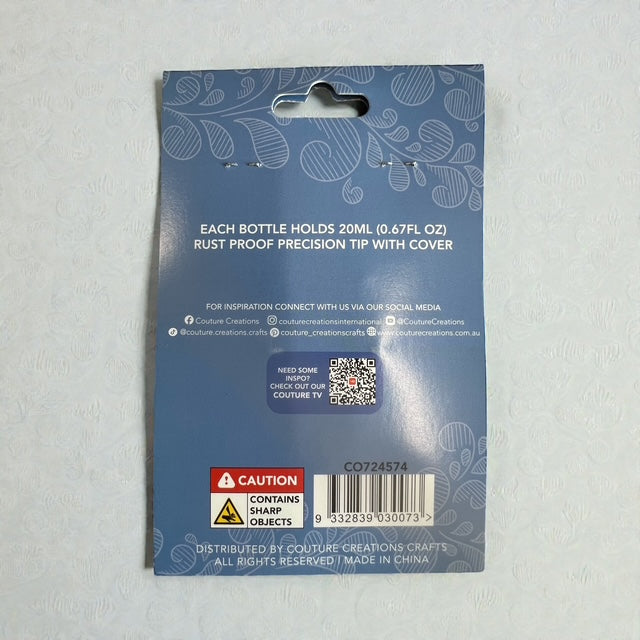 EACH BOTTLE HOLDS 20ML (0.67FL OZ)
RUST PROOF PRECISION TIP WITH COVER
FOR INSPIRATION CONNECT WITH US VIA OUR SOCIAL MEDIA
Couture Creations couturecreationsinternational @CoutureCreations
@couture.creations.crafts couture_creationscrafts www.couturecreations.com.au
NEED SOME
INSPO?
CHECK OUT OUR
COUTURE TV
CAUTION
CONTAINS
SHARP
OBJECTS
CO724574
9 332839 030073 >
DISTRIBUTED BY COUTURE CREATIONS CRAFTS
ALL RIGHTS RESERVED | MADE IN CHINA